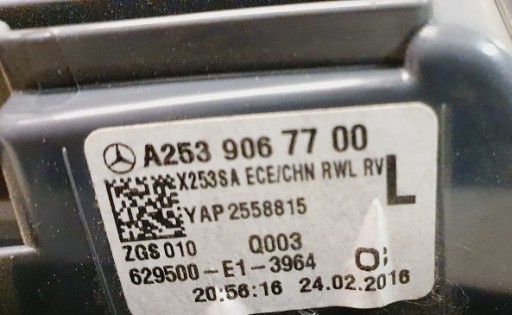 A253 906 77 00
X253SA ECE/CHN RWL RV L
YAP 2558815
ZGS 010 Q003
629500-E1-3964 O:
20:56:16 24.02.2016